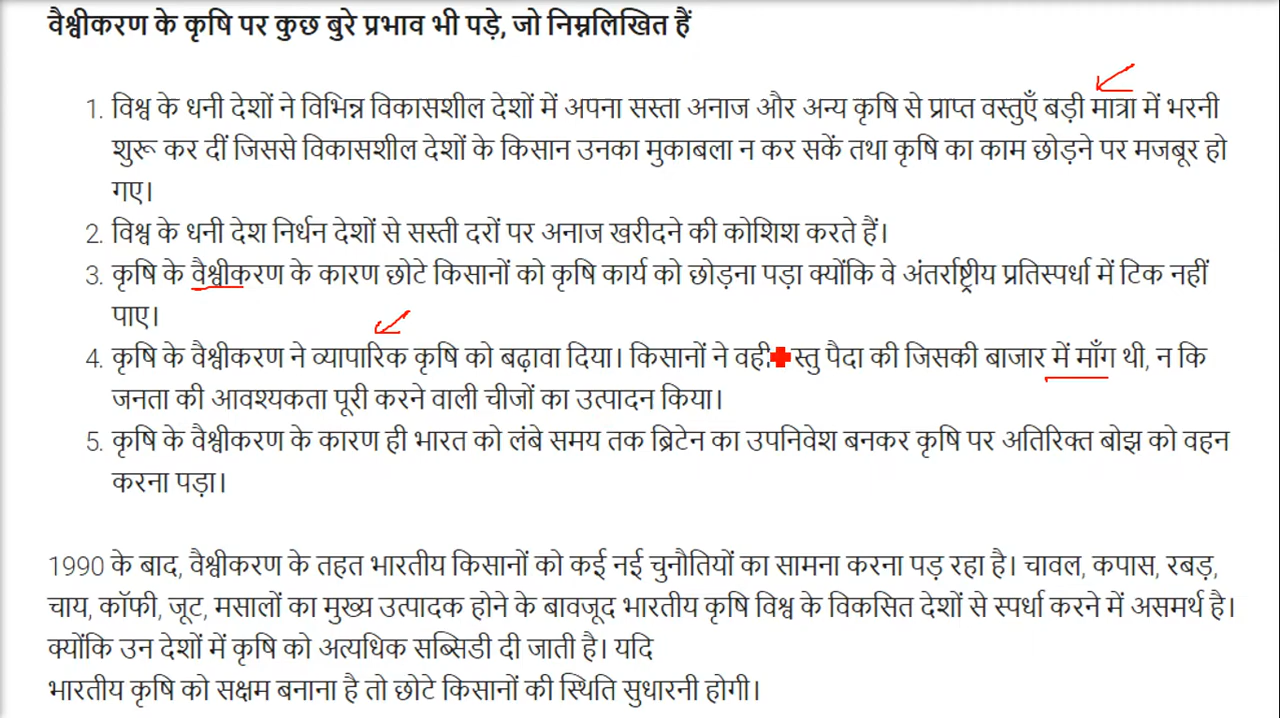 वैश्वीकरण के कृषि पर कुछ बुरे प्रभाव भी पड़े, जो निम्नलिखित हैं
1. विश्व के धनी देशों ने विभिन्न विकासशील देशों में अपना सस्ता अनाज और अन्य कृषि से प्राप्त वस्तुएँ बड़ी मात्रा में भरनी
शुरू कर दीं जिससे विकासशील देशों के किसान उनका मुकाबला न कर सकें तथा कृषि का काम छोड़ने पर मजबूर हो
गए।
2. विश्व के धनी देश निर्धन देशों से सस्ती दरों पर अनाज खरीदने की कोशिश करते हैं।
3. कृषि के वैश्वीकरण के कारण छोटे किसानों को कृषि कार्य को छोड़ना पड़ा क्योंकि वे अंतर्राष्ट्रीय प्रतिस्पर्धा में टिक नहीं
पाए।
4. कृषि के वैश्वीकरण ने व्यापारिक कृषि को बढ़ावा दिया। किसानों ने वही स्तु पैदा की जिसकी बाजार में माँग थी, न कि
जनता की आवश्यकता पूरी करने वाली चीजों का उत्पादन किया।
5. कृषि के वैश्वीकरण के कारण ही भारत को लंबे समय तक ब्रिटेन का उपनिवेश बनकर कृषि पर अतिरिक्त बोझ को वहन
करना पड़ा।
1990 के बाद, वैश्वीकरण के तहत भारतीय किसानों को कई नई चुनौतियों का सामना करना पड़ रहा है। चावल, कपास, रबड़,
चाय, कॉफी, जूट, मसालों का मुख्य उत्पादक होने के बावजूद भारतीय कृषि विश्व के विकसित देशों से स्पर्धा करने में असमर्थ है।
क्योंकि उन देशों में कृषि को अत्यधिक सब्सिडी दी जाती है। यदि
भारतीय कृषि को सक्षम बनाना है तो छोटे किसानों की स्थिति सुधारनी होगी।